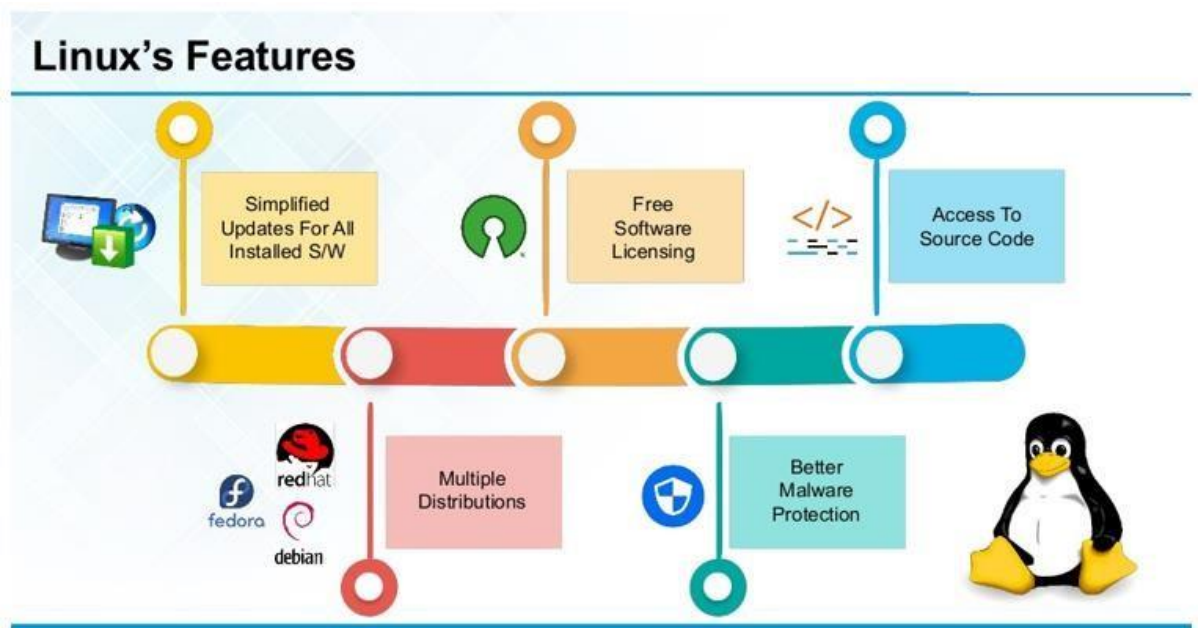 Linux's Features
Simplified
Updates For All
Installed S/W
Free
Software
Licensing
</>
Access To
Source Code
redhat
fedora
debian
Multiple
Distributions
Better
Malware
Protection